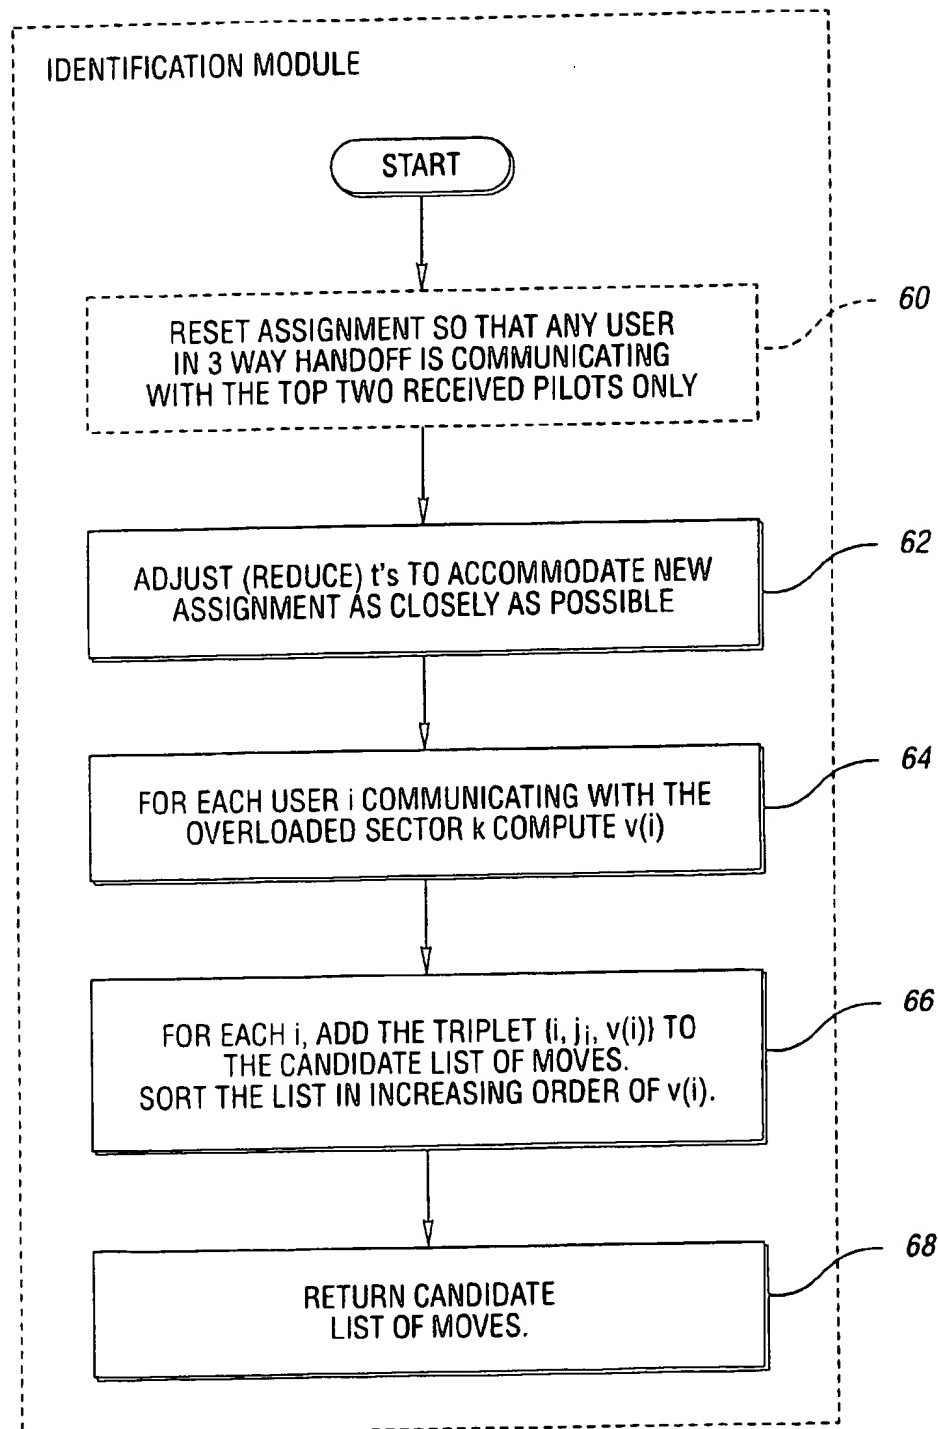 IDENTIFICATION MODULE
START
RESET ASSIGNMENT SO THAT ANY USER
IN 3 WAY HANDOFF IS COMMUNICATING
WITH THE TOP TWO RECEIVED PILOTS ONLY
60
ADJUST (REDUCE) t's TO ACCOMMODATE NEW
ASSIGNMENT AS CLOSELY AS POSSIBLE
62
FOR EACH USER i COMMUNICATING WITH THE
OVERLOADED SECTOR k COMPUTE v(i)
64
FOR EACH i, ADD THE TRIPLET {i, jᵢ, v(i)} TO
THE CANDIDATE LIST OF MOVES.
SORT THE LIST IN INCREASING ORDER OF v(i).
66
RETURN CANDIDATE
LIST OF MOVES.
68